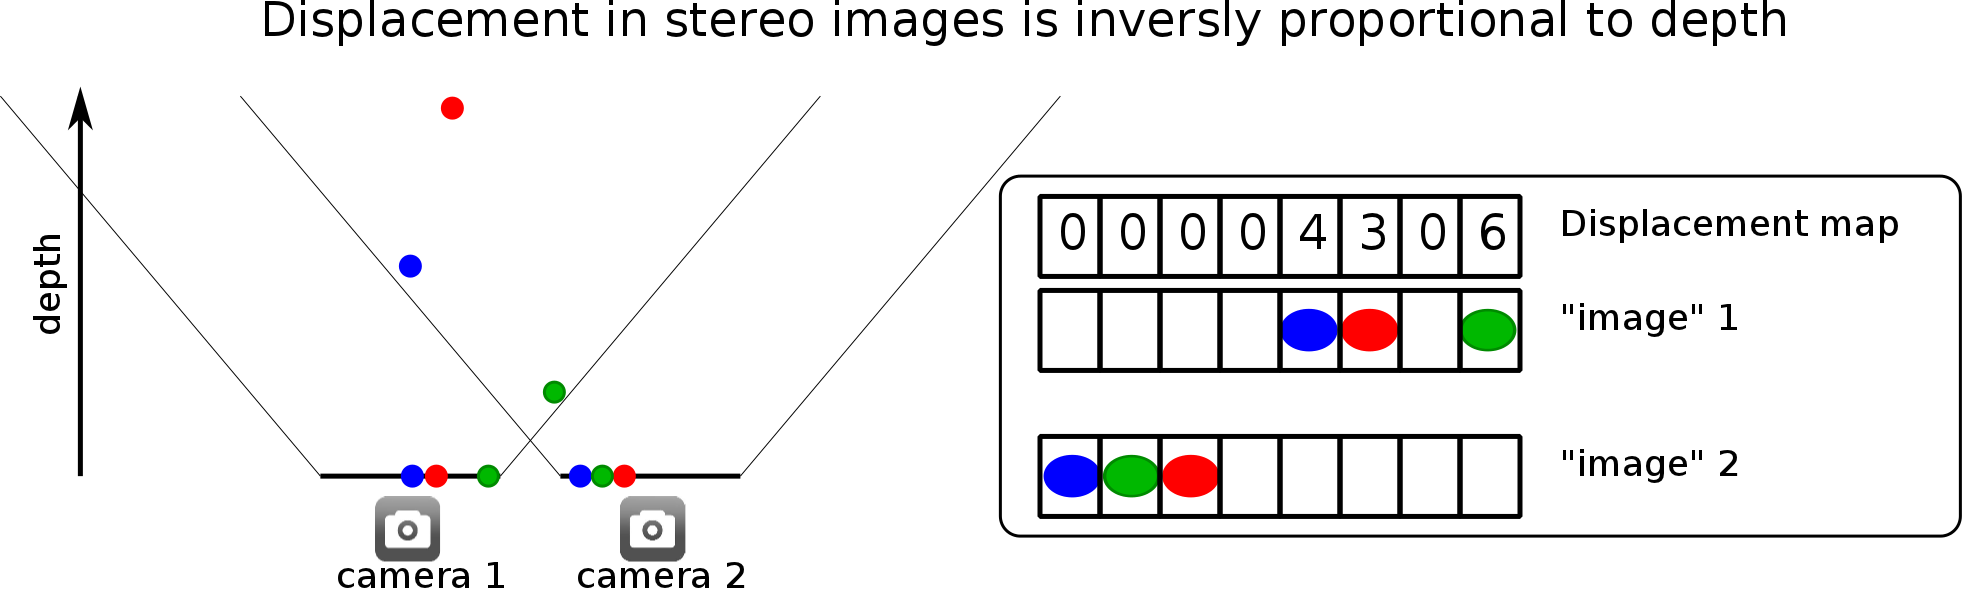 Displacement in stereo images is inversly proportional to depth
depth
0 0 0 0 4 3 0 6
Displacement map
"image" 1
"image" 2
camera 1
camera 2